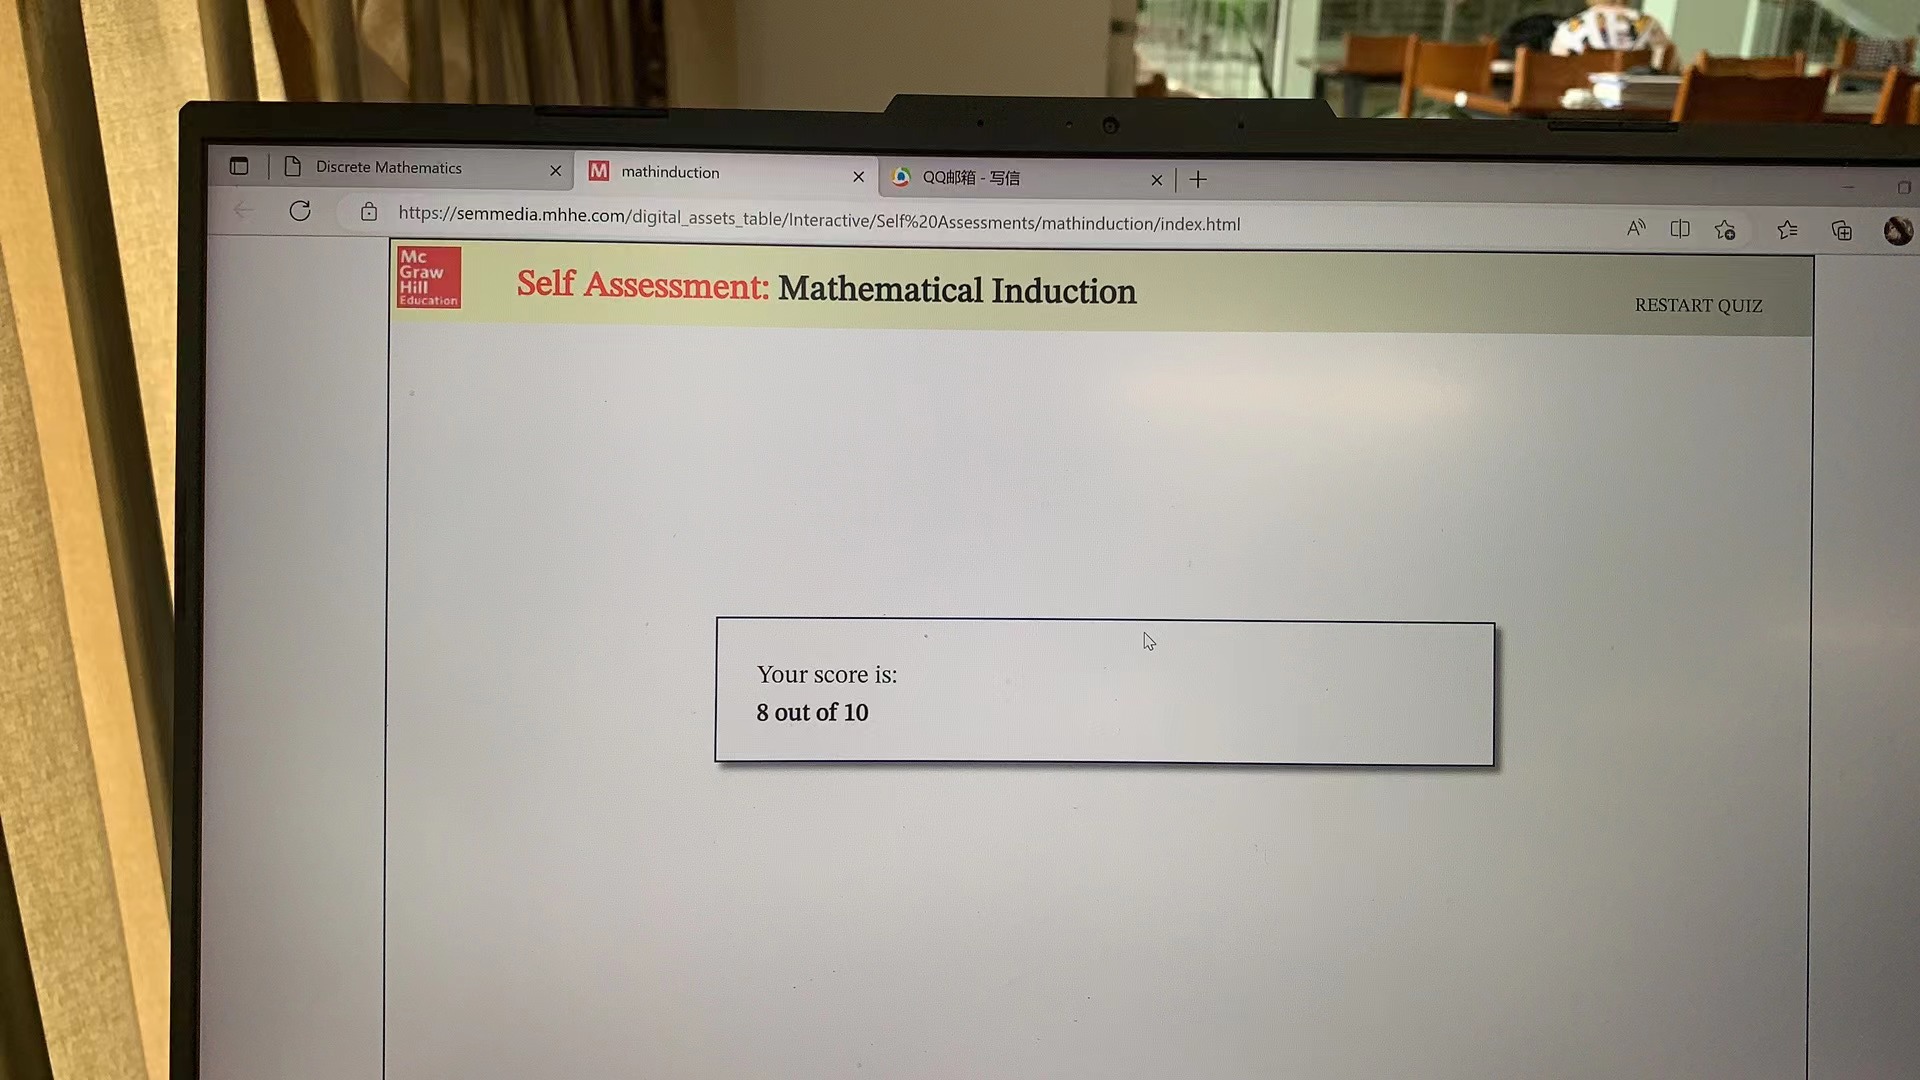 Discrete Mathematics
mathinduction
QQ邮箱 - 写信
https://semmedia.mhhe.com/digital_assets_table/Interactive/Self%20Assessments/mathinduction/index.html
Mc
Graw
Hill
Education
Self Assessment: Mathematical Induction
RESTART QUIZ
Your score is:
8 out of 10